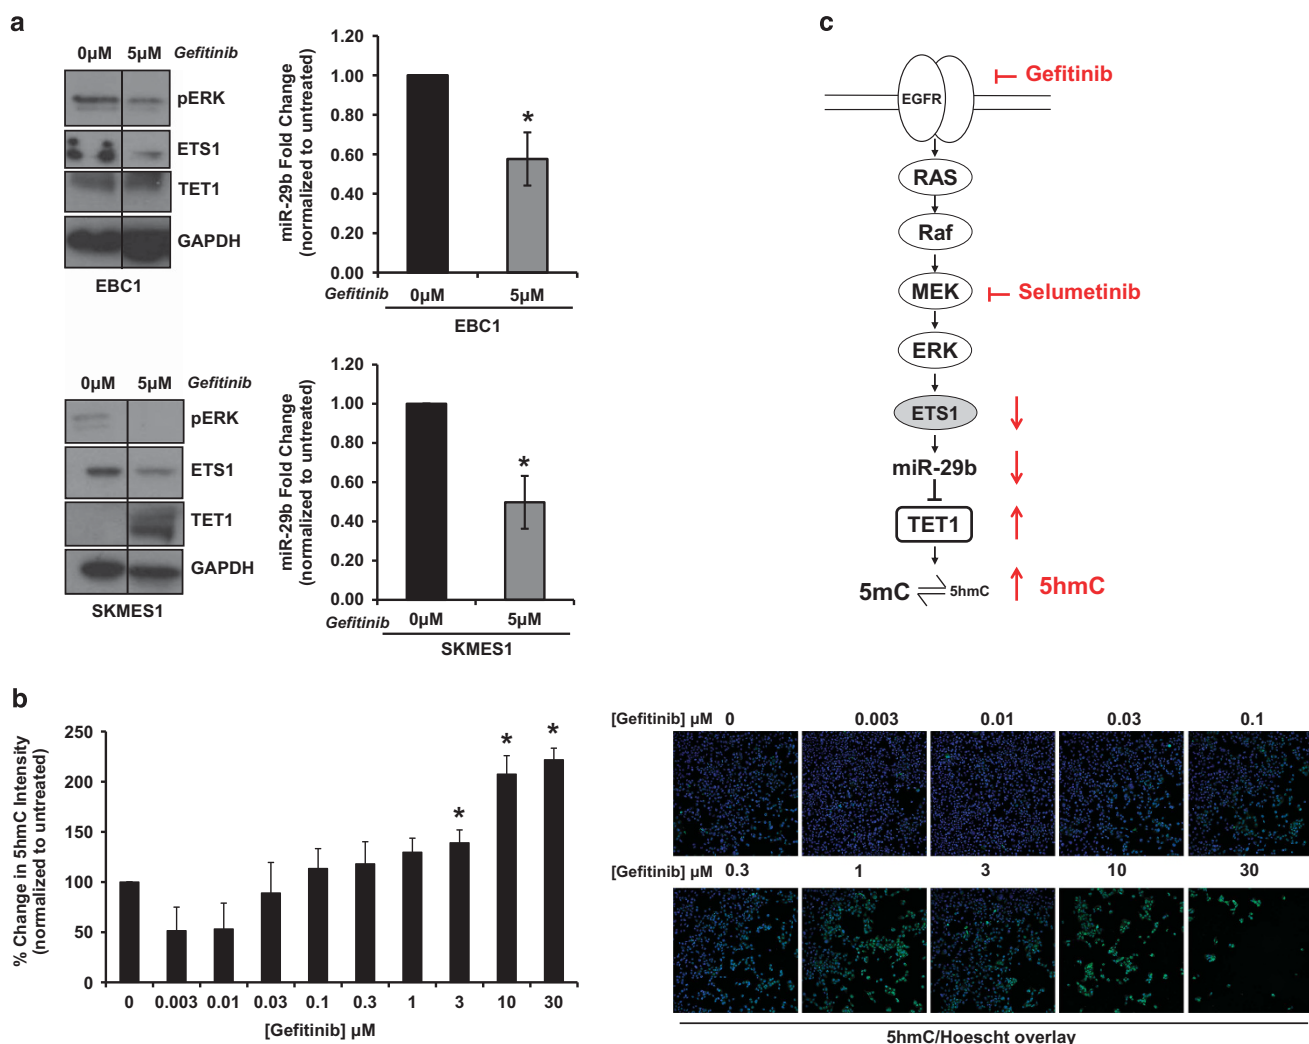 a
0µM 5µM Gefitinib
pERK
ETS1
TET1
GAPDH
EBC1
miR-29b Fold Change
(normalized to untreated)
1.20
1.00
0.80
0.60
0.40
0.20
0.00
*
Gefitinib 0µM 5µM
EBC1
0µM 5µM Gefitinib
pERK
ETS1
TET1
GAPDH
SKMES1
miR-29b Fold Change
(normalized to untreated)
1.20
1.00
0.80
0.60
0.40
0.20
0.00
*
Gefitinib 0µM 5µM
SKMES1
c
EGFR
Gefitinib
RAS
Raf
MEK
Selumetinib
ERK
ETS1
miR-29b
TET1
5mC 5hmC 5hmC
b
% Change in 5hmC Intensity
(normalized to untreated)
250
200
150
100
50
0
* * *
0 0.003 0.01 0.03 0.1 0.3 1 3 10 30
[Gefitinib] µM
[Gefitinib] µM 0 0.003 0.01 0.03 0.1
[Gefitinib] µM 0.3 1 3 10 30
5hmC/Hoescht overlay